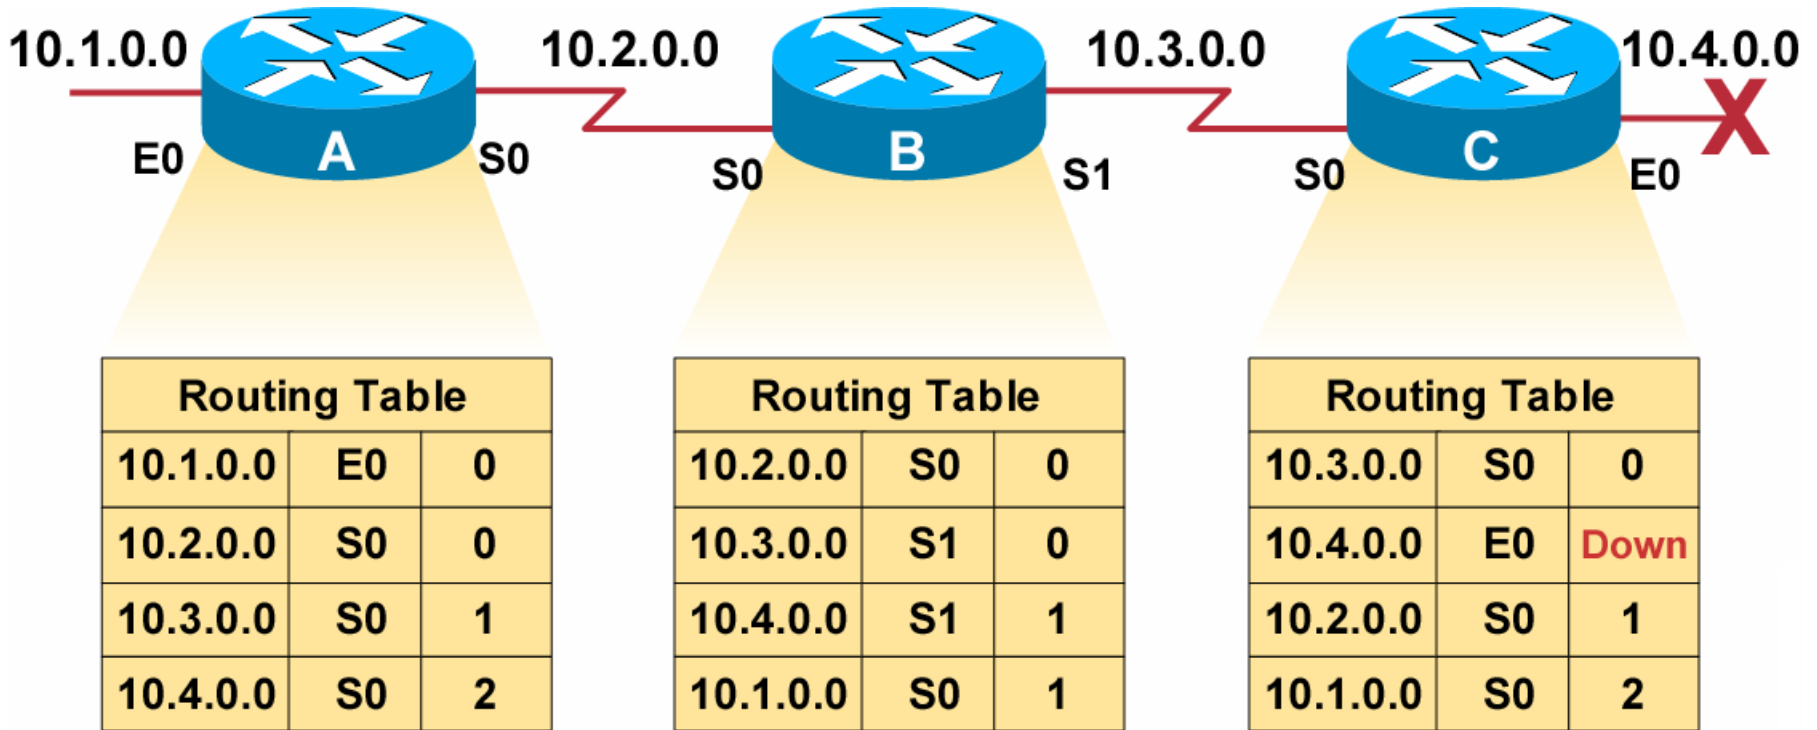 10.1.0.0 10.2.0.0 10.3.0.0 10.4.0.0
A B C
E0 S0 S0 S1 S0 E0
X
Routing Table
10.1.0.0 E0 0
10.2.0.0 S0 0
10.3.0.0 S0 1
10.4.0.0 S0 2
Routing Table
10.2.0.0 S0 0
10.3.0.0 S1 0
10.4.0.0 S1 1
10.1.0.0 S0 1
Routing Table
10.3.0.0 S0 0
10.4.0.0 E0 Down
10.2.0.0 S0 1
10.1.0.0 S0 2